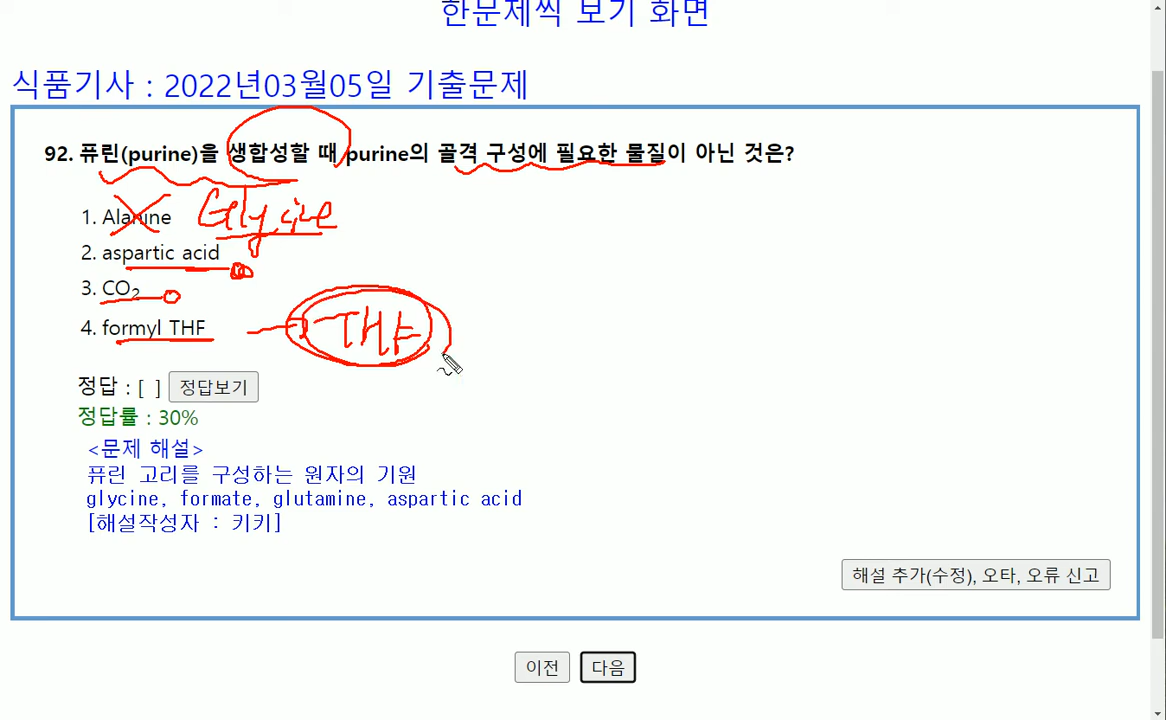 한문제씩 보기 화면
식품기사 : 2022년03월05일 기출문제
92. 퓨린(purine)을 생합성할 때 purine의 골격 구성에 필요한 물질이 아닌 것은?
1. Alanine Glycine
2. aspartic acid
3. CO₂
4. formyl THF THF
정답 : [ ] 정답보기
정답률 : 30%
<문제 해설>
퓨린 고리를 구성하는 원자의 기원
glycine, formate, glutamine, aspartic acid
[해설작성자 : 키키]
해설 추가(수정), 오타, 오류 신고
이전 다음